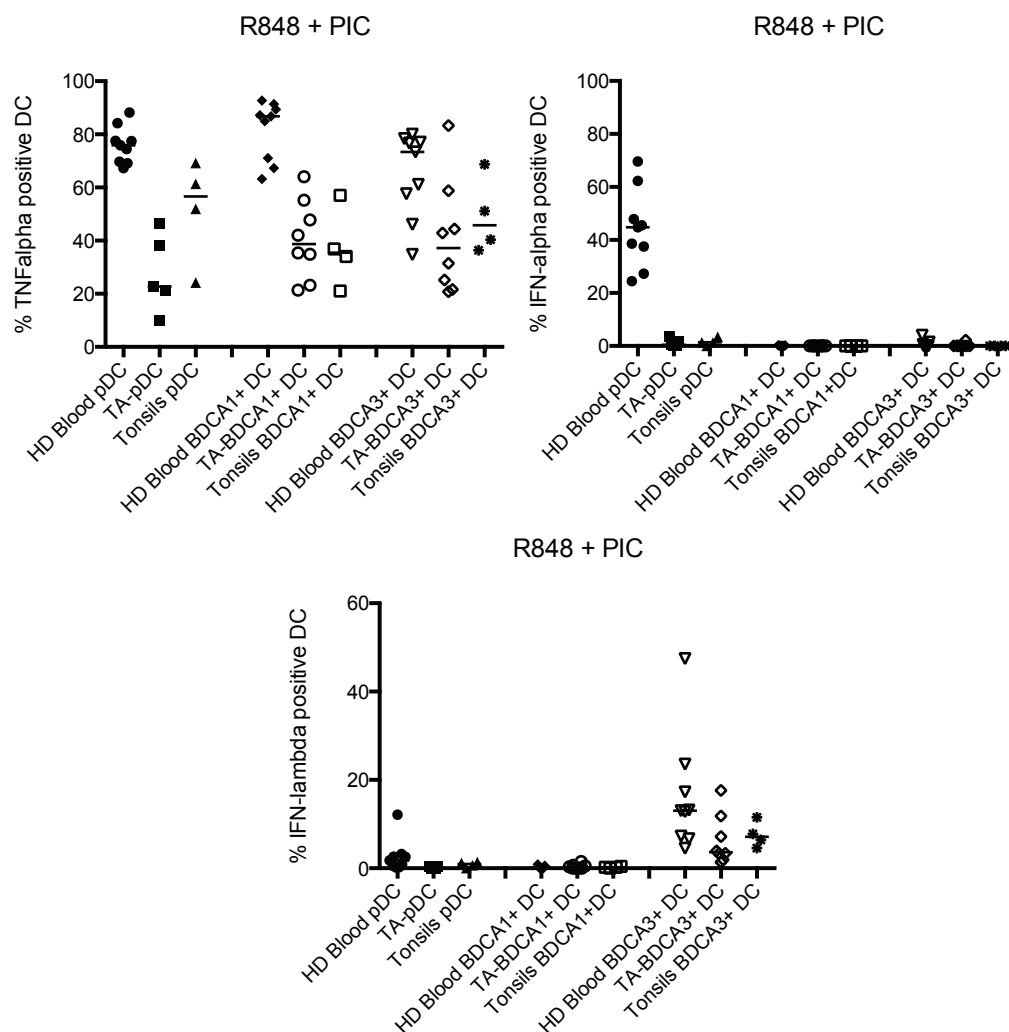 R848 + PIC
% TNFalpha positive DC
100
80
60
40
20
0
HD Blood pDC
TA-pDC
Tonsils pDC
HD Blood BDCA1+ DC
TA-BDCA1+ DC
Tonsils BDCA1+ DC
HD Blood BDCA3+ DC
TA-BDCA3+ DC
Tonsils BDCA3+ DC
R848 + PIC
% IFN-alpha positive DC
100
80
60
40
20
0
HD Blood pDC
TA-pDC
Tonsils pDC
HD Blood BDCA1+ DC
TA-BDCA1+ DC
Tonsils BDCA1+DC
HD Blood BDCA3+ DC
TA-BDCA3+ DC
Tonsils BDCA3+ DC
R848 + PIC
% IFN-lambda positive DC
60
40
20
0
HD Blood pDC
TA-pDC
Tonsils pDC
HD Blood BDCA1+ DC
TA-BDCA1+ DC
Tonsils BDCA1+DC
HD Blood BDCA3+ DC
TA-BDCA3+ DC
Tonsils BDCA3+ DC